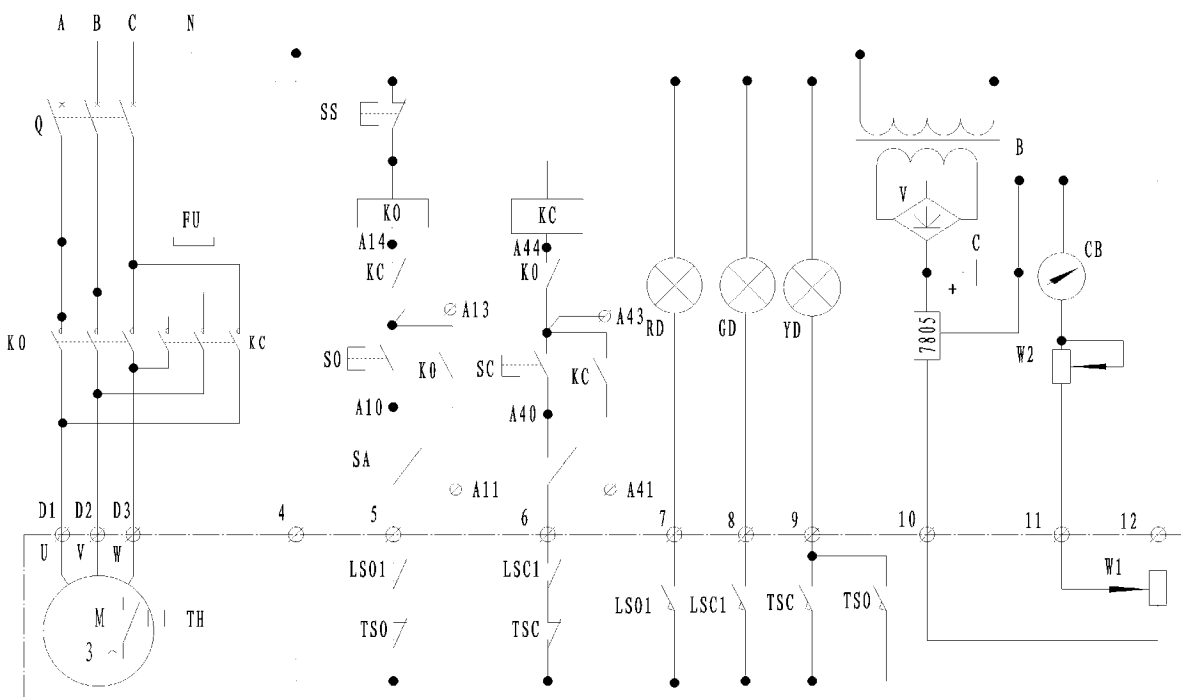 A B C N
SS
Q
B
KO KC V
FU
A14 A44 C CB
KC KO +
A13 A43
RD GD YD
KO KC 7805 W2
SO KO SC KC
A10 A40
SA
A11 A41
D1 D2 D3 4 5 6 7 8 9 10 11 12
U V W
LSO1 LSC1 W1
LSO1 LSC1 TSC TSO
M TH TSO TSC
3